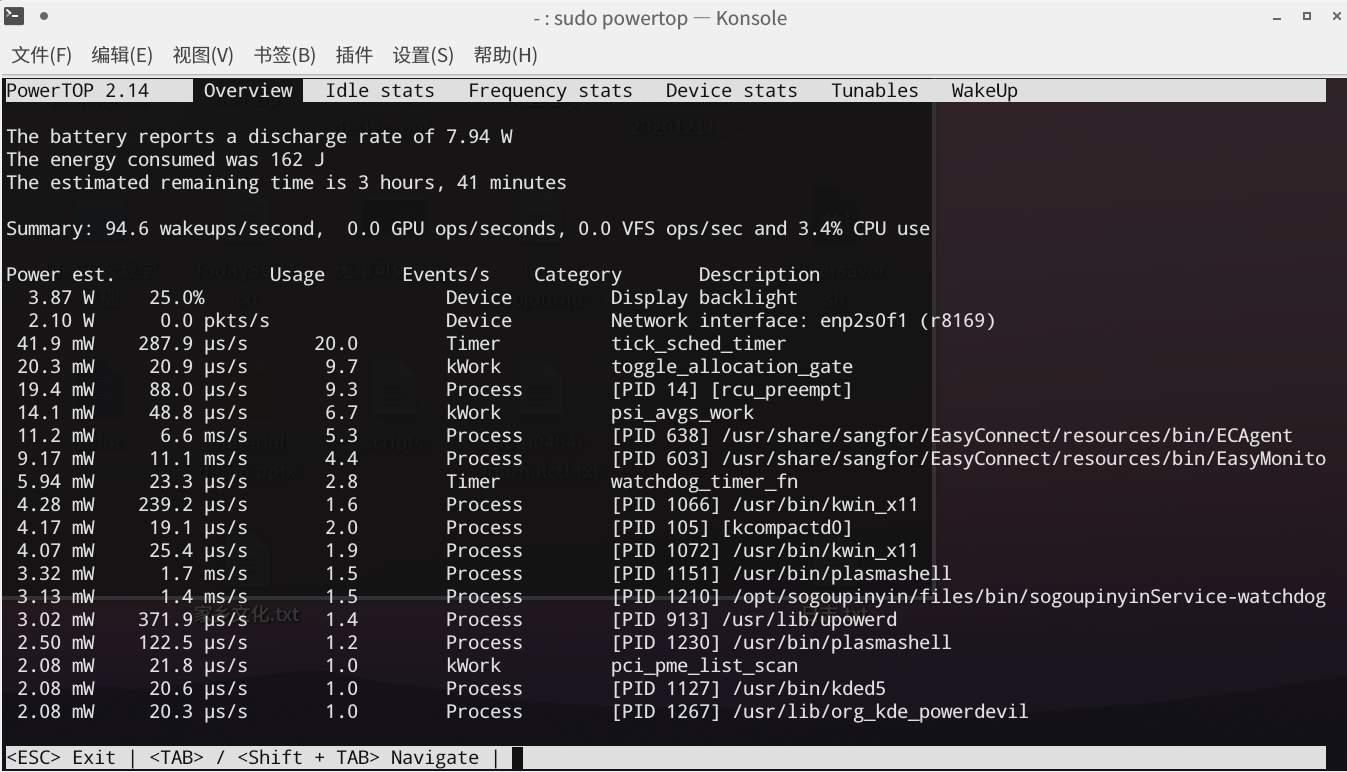 - : sudo powertop — Konsole
文件(F) 编辑(E) 视图(V) 书签(B) 插件 设置(S) 帮助(H)
PowerTOP 2.14 Overview Idle stats Frequency stats Device stats Tunables WakeUp
The battery reports a discharge rate of 7.94 W
The energy consumed was 162 J
The estimated remaining time is 3 hours, 41 minutes
Summary: 94.6 wakeups/second, 0.0 GPU ops/seconds, 0.0 VFS ops/sec and 3.4% CPU use
Power est. Usage Events/s Category Description
3.87 W 25.0% Device Display backlight
2.10 W 0.0 pkts/s Device Network interface: enp2s0f1 (r8169)
41.9 mW 287.9 µs/s 20.0 Timer tick_sched_timer
20.3 mW 20.9 µs/s 9.7 kWork toggle_allocation_gate
19.4 mW 88.0 µs/s 9.3 Process [PID 14] [rcu_preempt]
14.1 mW 48.8 µs/s 6.7 kWork psi_avgs_work
11.2 mW 6.6 ms/s 5.3 Process [PID 638] /usr/share/sangfor/EasyConnect/resources/bin/ECAgent
9.17 mW 11.1 ms/s 4.4 Process [PID 603] /usr/share/sangfor/EasyConnect/resources/bin/EasyMonito
5.94 mW 23.3 µs/s 2.8 Timer watchdog_timer_fn
4.28 mW 239.2 µs/s 1.6 Process [PID 1066] /usr/bin/kwin_x11
4.17 mW 19.1 µs/s 2.0 Process [PID 105] [kcompactd0]
4.07 mW 25.4 µs/s 1.9 Process [PID 1072] /usr/bin/kwin_x11
3.32 mW 1.7 ms/s 1.5 Process [PID 1151] /usr/bin/plasmashell
3.13 mW 1.4 ms/s 1.5 Process [PID 1210] /opt/sogoupinyin/files/bin/sogoupinyinService-watchdog
家乡文化.txt
3.02 mW 371.9 µs/s 1.4 Process [PID 913] /usr/lib/upowerd
2.50 mW 122.5 µs/s 1.2 Process [PID 1230] /usr/bin/plasmashell
2.08 mW 21.8 µs/s 1.0 kWork pci_pme_list_scan
2.08 mW 20.6 µs/s 1.0 Process [PID 1127] /usr/bin/kded5
2.08 mW 20.3 µs/s 1.0 Process [PID 1267] /usr/lib/org_kde_powerdevil
<ESC> Exit | <TAB> / <Shift + TAB> Navigate |